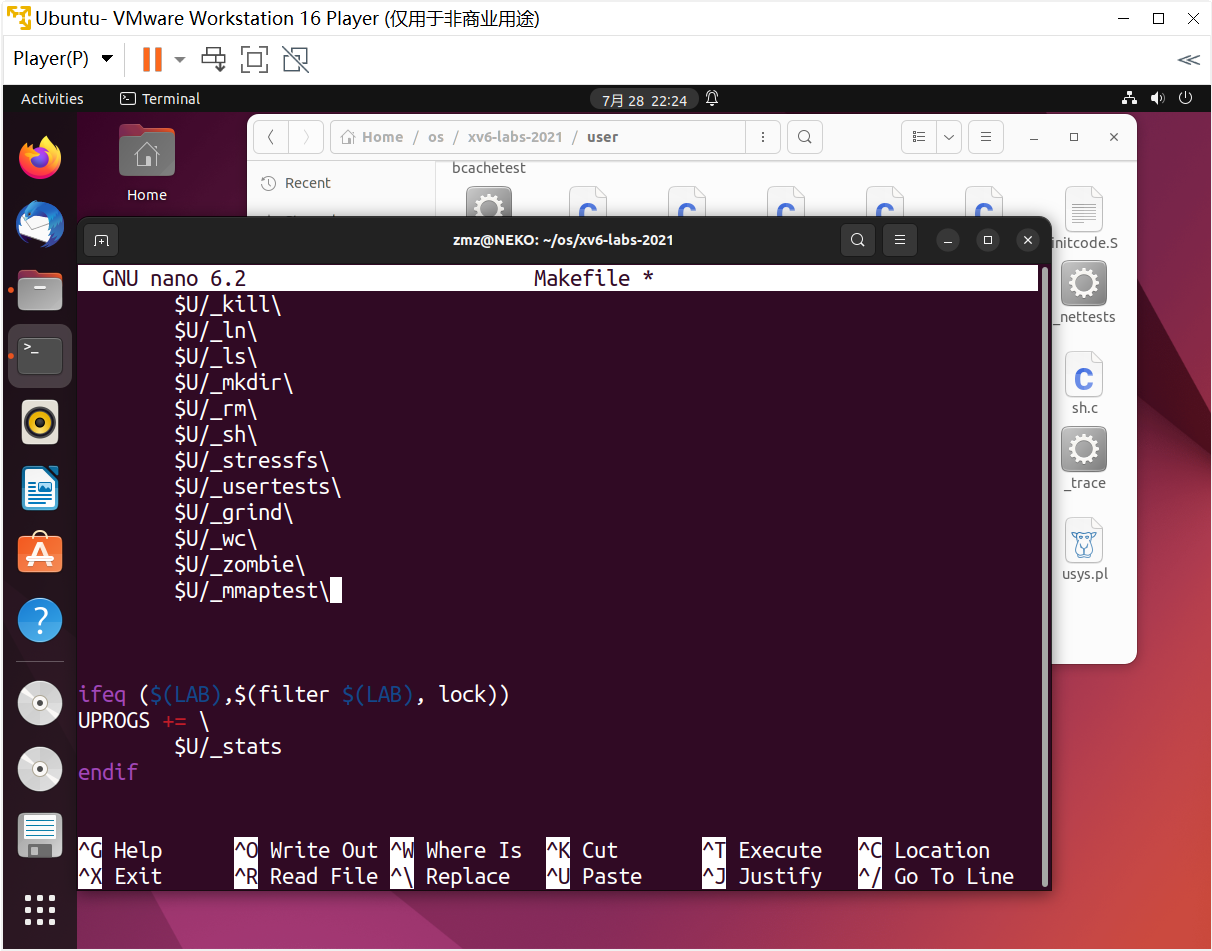 Ubuntu- VMware Workstation 16 Player (仅用于非商业用途)
Player(P)
Activities
Terminal
7月 28 22:24
Home
Home / os / xv6-labs-2021 / user
Recent
bcachetest
initcode.S
_nettests
sh.c
_trace
usys.pl
zmz@NEKO: ~/os/xv6-labs-2021
GNU nano 6.2 Makefile *
$U/_kill\
$U/_ln\
$U/_ls\
$U/_mkdir\
$U/_rm\
$U/_sh\
$U/_stressfs\
$U/_usertests\
$U/_grind\
$U/_wc\
$U/_zombie\
$U/_mmaptest\
ifeq ($(LAB),$(filter $(LAB), lock))
UPROGS += \
$U/_stats
endif
^G Help ^O Write Out ^W Where Is ^K Cut ^T Execute ^C Location
^X Exit ^R Read File ^\ Replace ^U Paste ^J Justify ^/ Go To Line